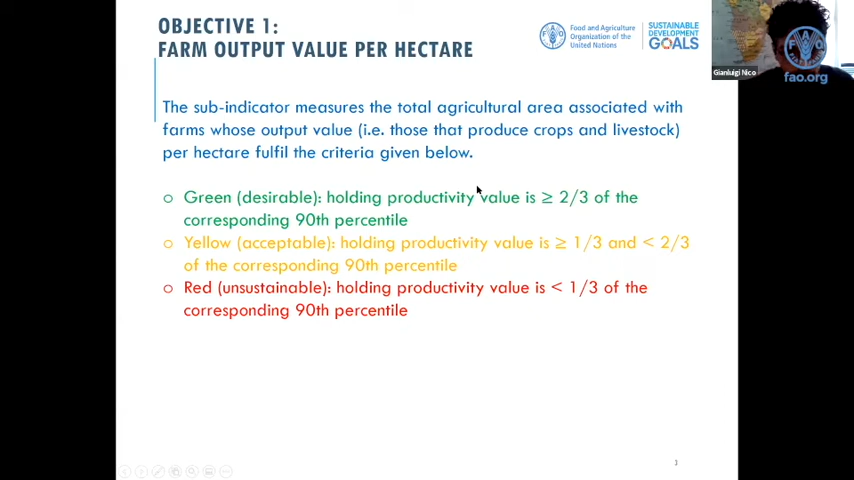 OBJECTIVE 1:
FARM OUTPUT VALUE PER HECTARE
Food and Agriculture
Organization of the
United Nations
SUSTAINABLE
DEVELOPMENT
GOALS
Gianluigi Nico
FAO
fao.org
The sub-indicator measures the total agricultural area associated with
farms whose output value (i.e. those that produce crops and livestock)
per hectare fulfil the criteria given below.
o Green (desirable): holding productivity value is ≥ 2/3 of the
corresponding 90th percentile
o Yellow (acceptable): holding productivity value is ≥ 1/3 and < 2/3
of the corresponding 90th percentile
o Red (unsustainable): holding productivity value is < 1/3 of the
corresponding 90th percentile